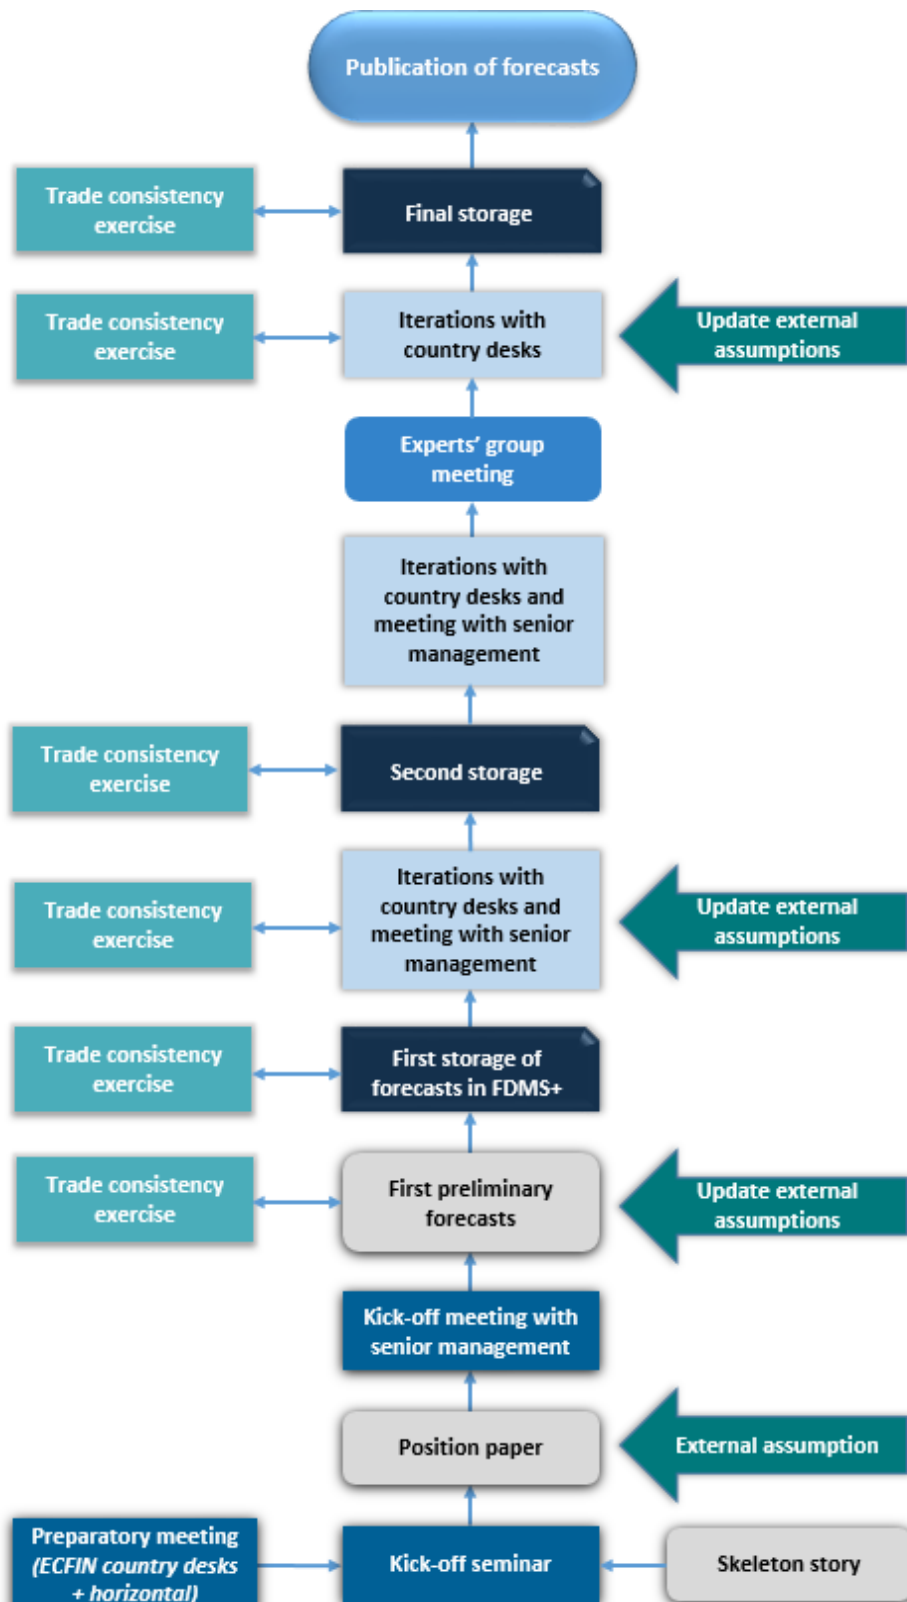 Publication of forecasts
Trade consistency
exercise
Final storage
Trade consistency
exercise
Iterations with
country desks
Update external
assumptions
Experts' group
meeting
Iterations with
country desks and
meeting with senior
management
Trade consistency
exercise
Second storage
Trade consistency
exercise
Iterations with
country desks and
meeting with senior
management
Update external
assumptions
Trade consistency
exercise
First storage of
forecasts in FDMS+
Trade consistency
exercise
First preliminary
forecasts
Update external
assumptions
Kick-off meeting with
senior management
Position paper
External assumption
Preparatory meeting
(ECFIN country desks
+ horizontal)
Kick-off seminar
Skeleton story